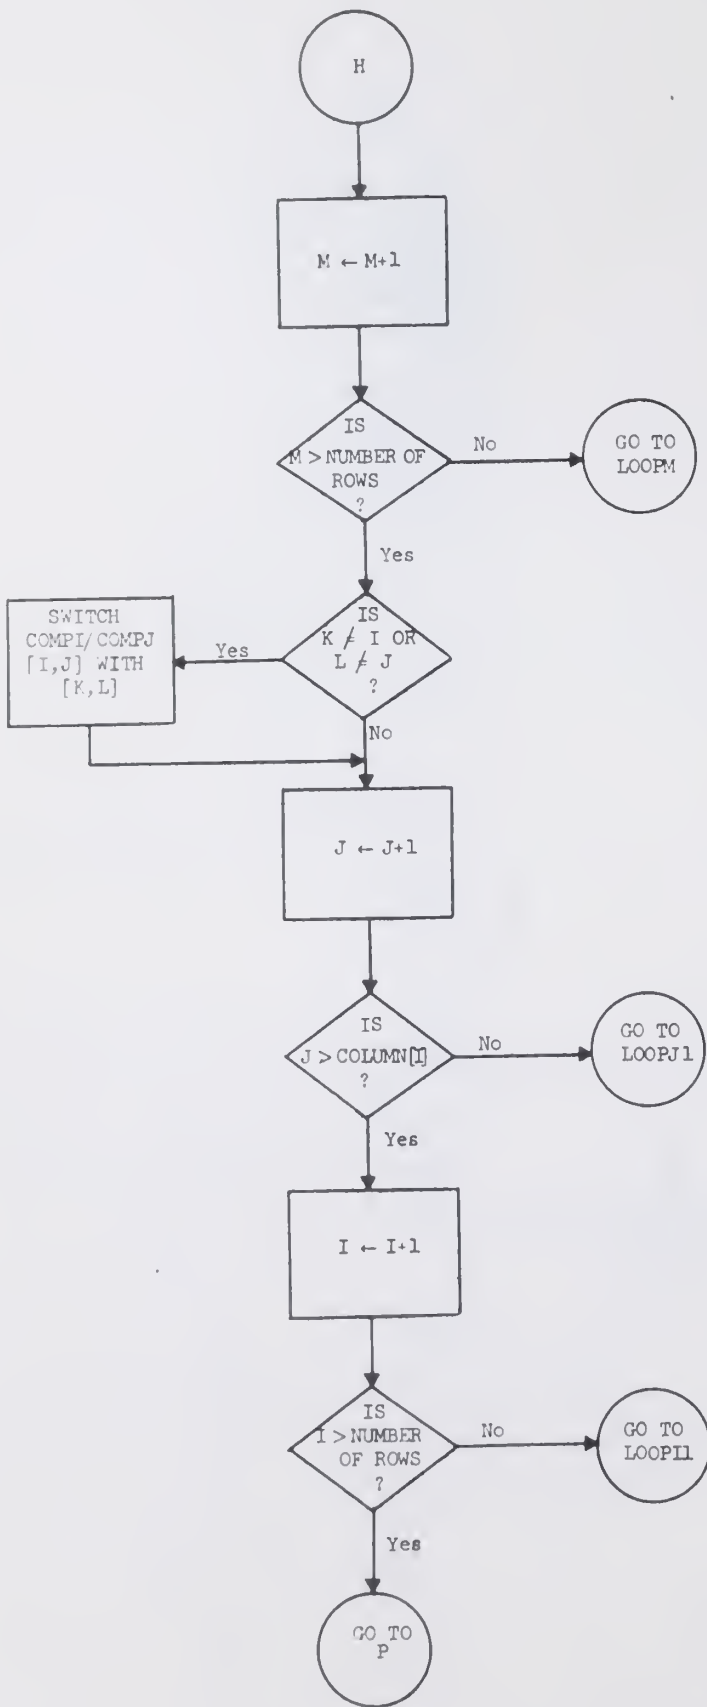 H
M ← M+1
IS
M > NUMBER OF
ROWS
?
No
GO TO
LOOPM
Yes
IS
K ≠ I OR
L ≠ J
?
Yes
SWITCH
COMPI/COMPJ
[I,J] WITH
[K,L]
No
J ← J+1
IS
J > COLUMN[I]
?
No
GO TO
LOOPJ1
Yes
I ← I+1
IS
I > NUMBER
OF ROWS
?
No
GO TO
LOOPI1
Yes
GO TO
P